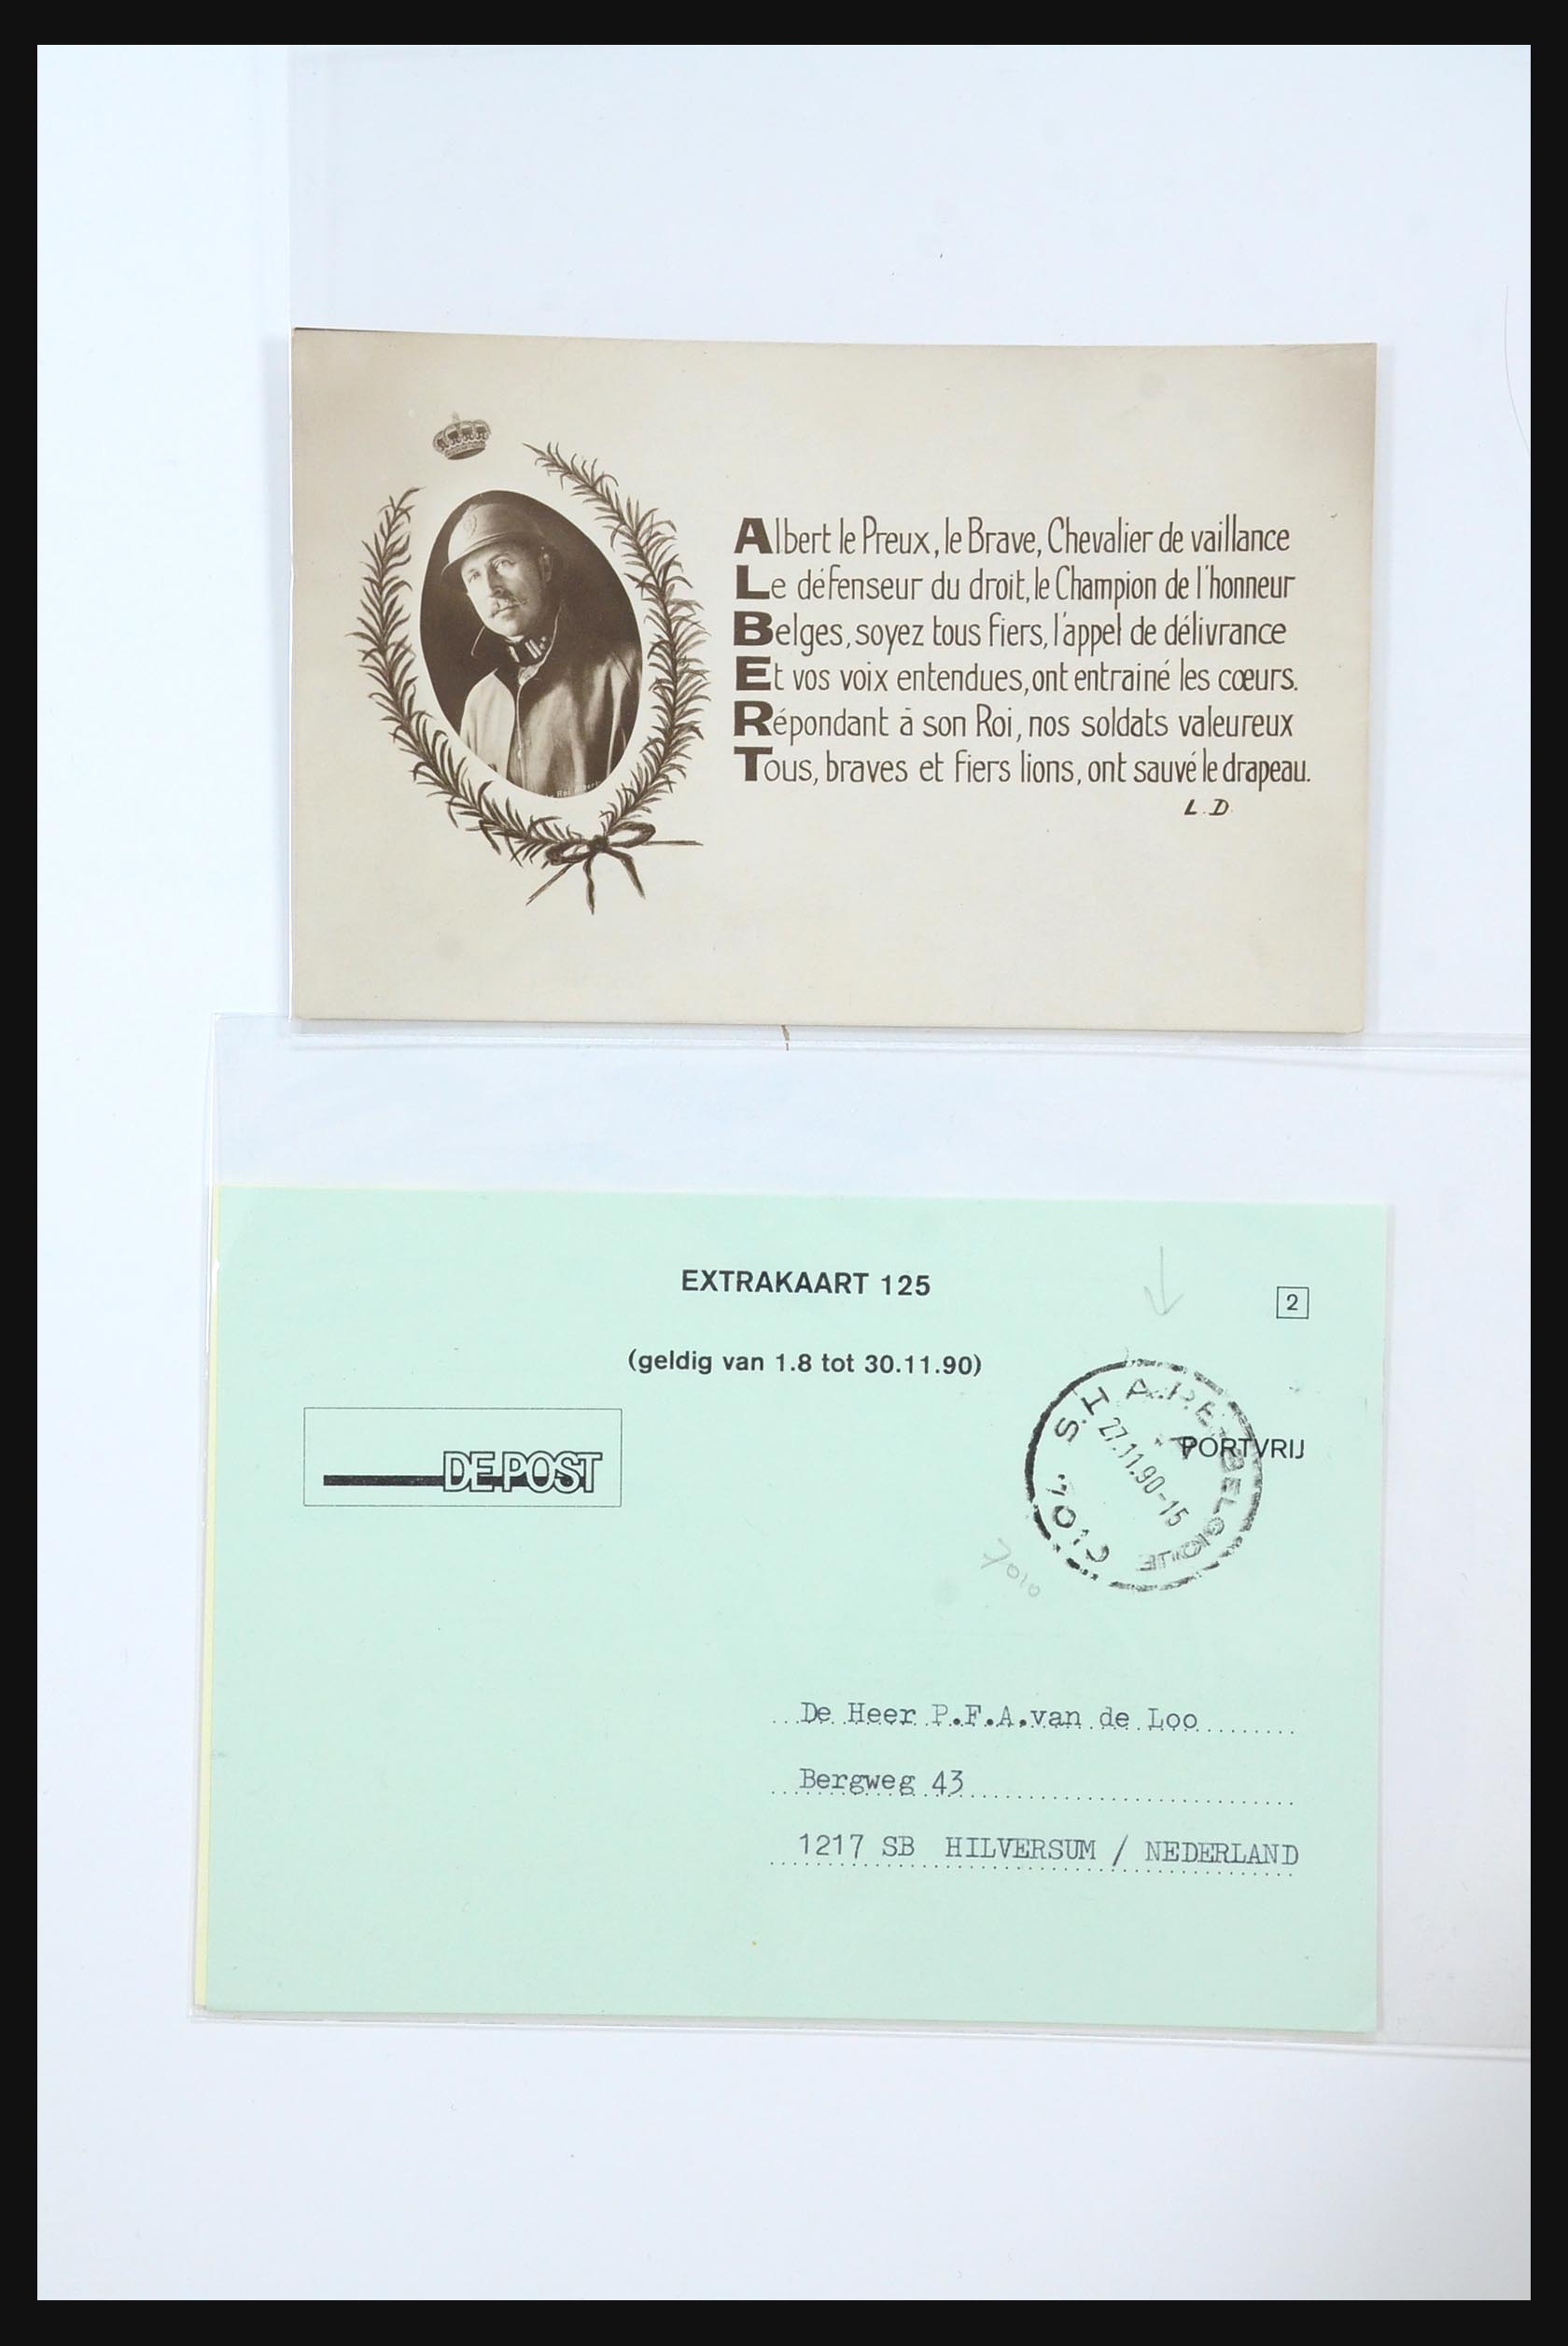 Albert le Preux, le Brave, Chevalier de vaillance
Le défenseur du droit, le Champion de l'honneur
Belges, soyez tous fiers, l'appel de délivrance
Et vos voix entendues, ont entrainé les cœurs.
Répondant à son Roi, nos soldats valeureux
Tous, braves et fiers lions, ont sauvé le drapeau.
L.D.
EXTRAKAART 125
2
(geldig van 1.8 tot 30.11.90)
DE POST
S.H.A.P.E. BELGIQUE
A
27.11.90-15
7010
PORTVRIJ
7010
De Heer P.F.A.van de Loo
Bergweg 43
1217 SB HILVERSUM / NEDERLAND